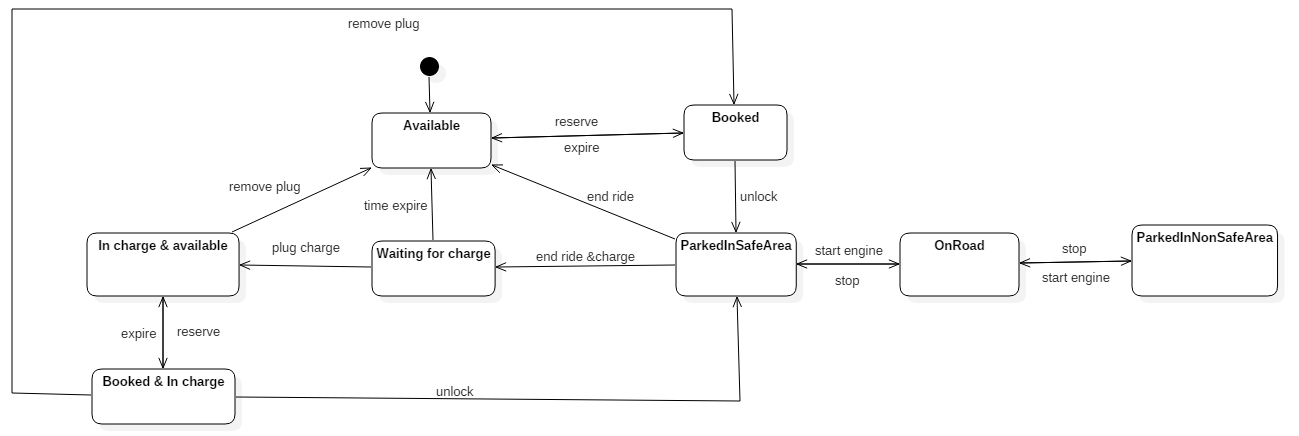 remove plug
Available
Booked
reserve
expire
remove plug
time expire
end ride
unlock
In charge & available
plug charge
Waiting for charge
end ride &charge
ParkedInSafeArea
start engine
stop
OnRoad
stop
start engine
ParkedInNonSafeArea
expire
reserve
Booked & In charge
unlock